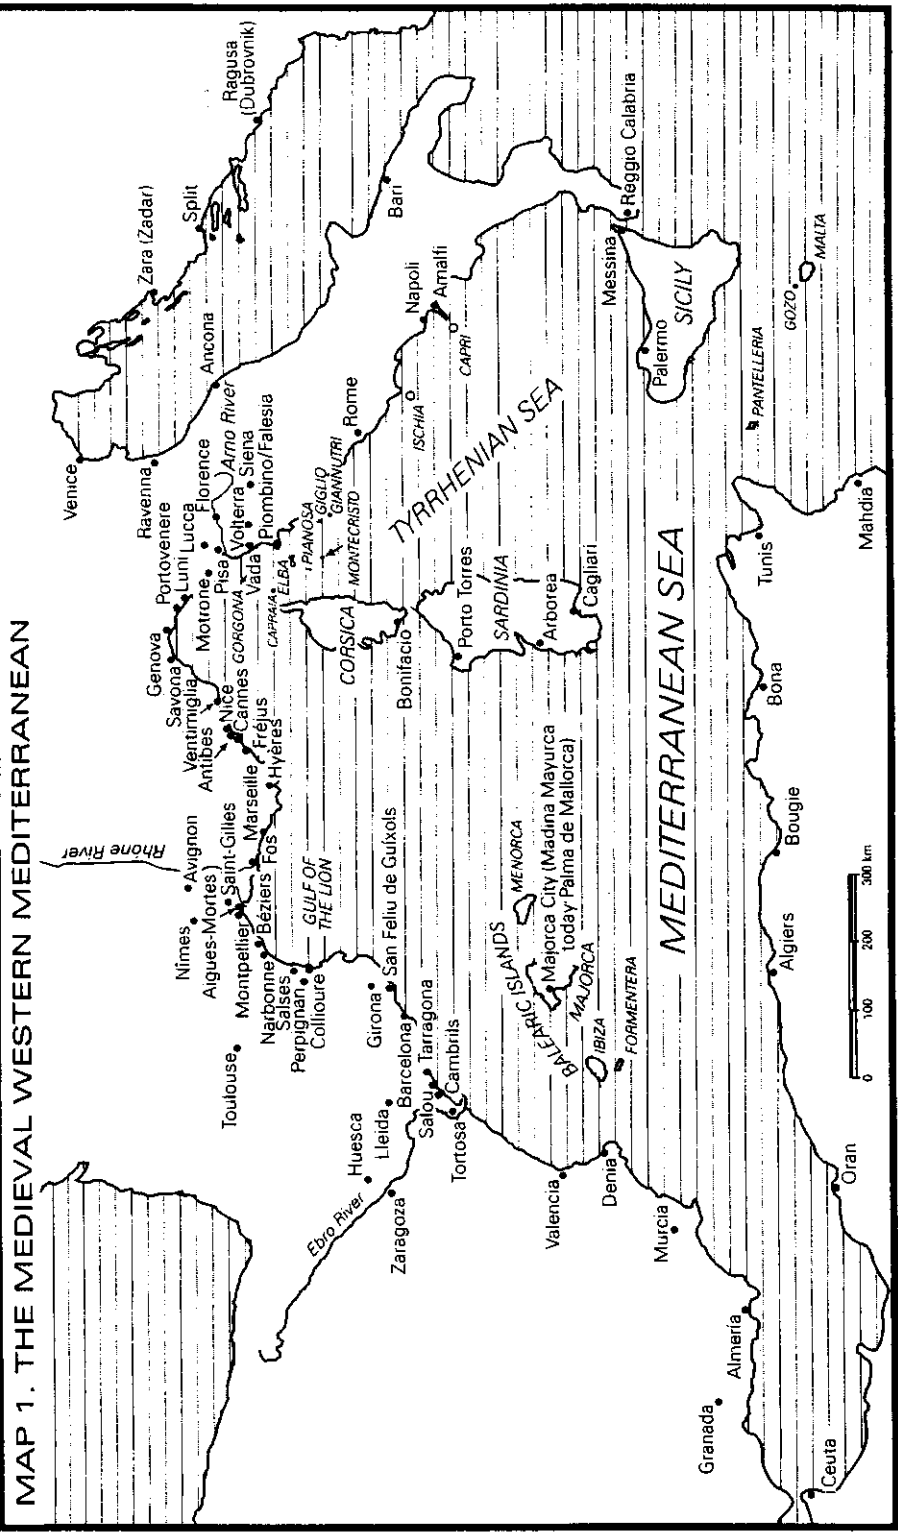 MAP 1. THE MEDIEVAL WESTERN MEDITERRANEAN
Venice
Ravenna
Zara (Zadar)
Split
Ragusa
(Dubrovnik)
Ancona
Bari
Rhone River
Genova
Savona
Ventimiglia
Antibes
Nice
Cannes
Fréjus
Hyères
Portovenere
Luni
Motrone
Lucca
Pisa
Florence
Arno River
Volterra
Siena
Vada
Piombino/Falesia
GORGONA
CAPRAIA
ELBA
PIANOSA
GIGLIO
GIANNUTRI
MONTECRISTO
Rome
Avignon
Nîmes
Saint-Gilles
Aigues-Mortes)
Montpellier
Marseille
Fos
Béziers
Narbonne
Salses
Perpignan
Collioure
GULF OF
THE LION
Toulouse
Huesca
Lleida
Ebro River
Zaragoza
Girona
San Feliu de Guíxols
Barcelona
Tarragona
Salou
Cambrils
Tortosa
CORSICA
Bonifacio
Porto Torres
SARDINIA
Arborea
Cagliari
TYRRHENIAN SEA
ISCHIA
CAPRI
Napoli
Amalfi
Messina
Reggio Calabria
Palermo
SICILY
PANTELLERIA
GOZO
MALTA
BALEARIC ISLANDS
MENORCA
Majorca City (Madina Mayurca
today Palma de Mallorca)
MAJORCA
IBIZA
FORMENTERA
MEDITERRANEAN SEA
Valencia
Denia
Murcia
Almería
Granada
Ceuta
Oran
Algiers
Bougie
Bona
Tunis
Mahdia
0 100 200 300 km